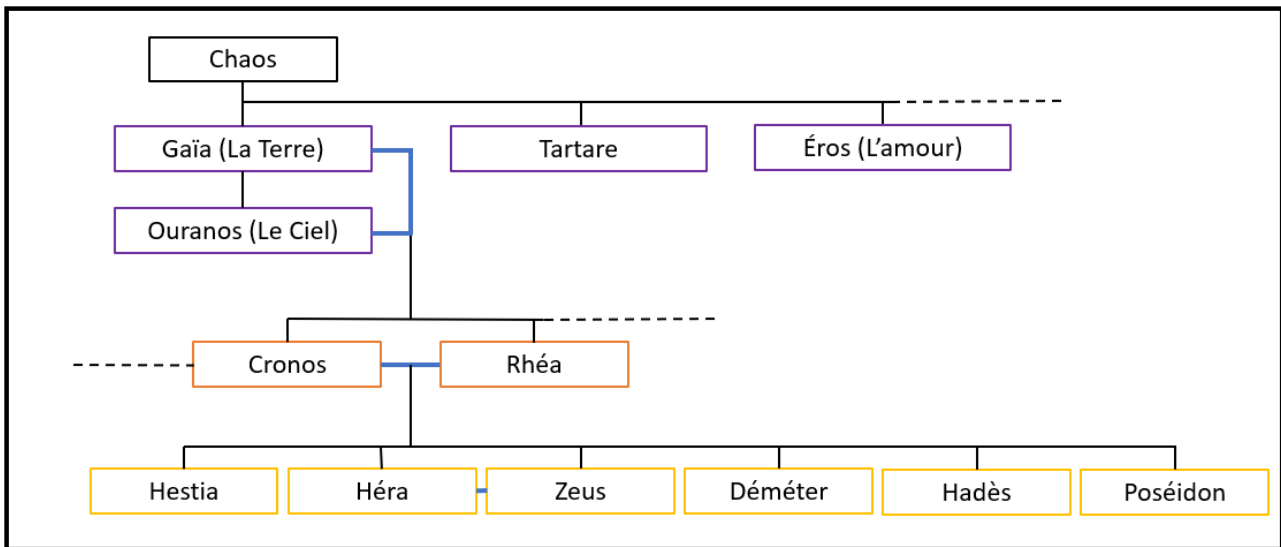 Chaos
Gaïa (La Terre)
Tartare
Éros (L’amour)
Ouranos (Le Ciel)
Cronos
Rhéa
Hestia
Héra
Zeus
Déméter
Hadès
Poséidon